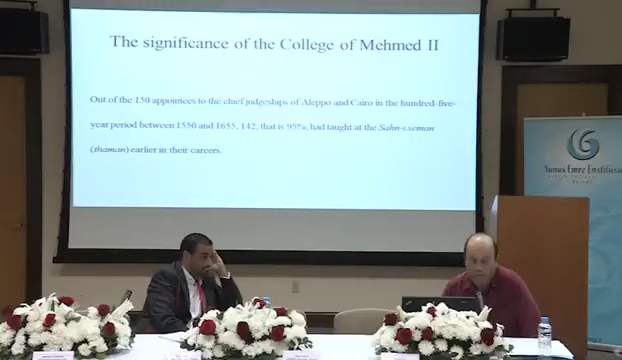 The significance of the College of Mehmed II
Out of the 150 appointees to the chief judgeships of Aleppo and Cairo in the hundred-five-
year period between 1550 and 1655, 142, that is 95%, had taught at the Sahn-ı seman
(thaman) earlier in their careers.
Yunus Emre Enstitüsü